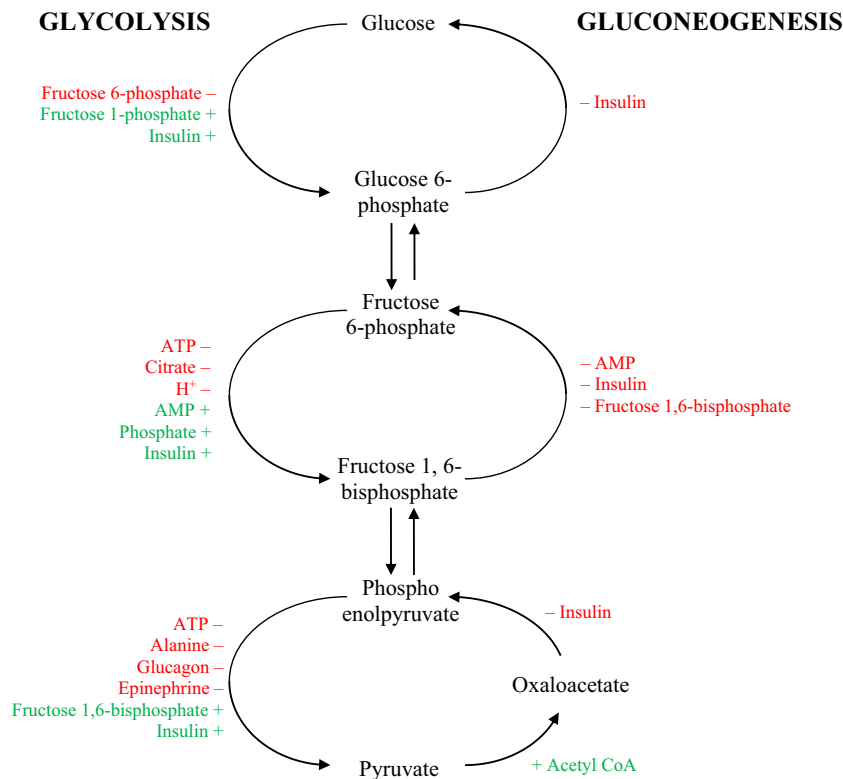 GLYCOLYSIS
Glucose
GLUCONEOGENESIS
Fructose 6-phosphate –
Fructose 1-phosphate +
Insulin +
– Insulin
Glucose 6-
phosphate
Fructose
6-phosphate
ATP –
Citrate –
H⁺ –
AMP +
Phosphate +
Insulin +
– AMP
– Insulin
– Fructose 1,6-bisphosphate
Fructose 1, 6-
bisphosphate
Phospho
enolpyruvate
ATP –
Alanine –
Glucagon –
Epinephrine –
Fructose 1,6-bisphosphate +
Insulin +
– Insulin
Oxaloacetate
Pyruvate
+ Acetyl CoA